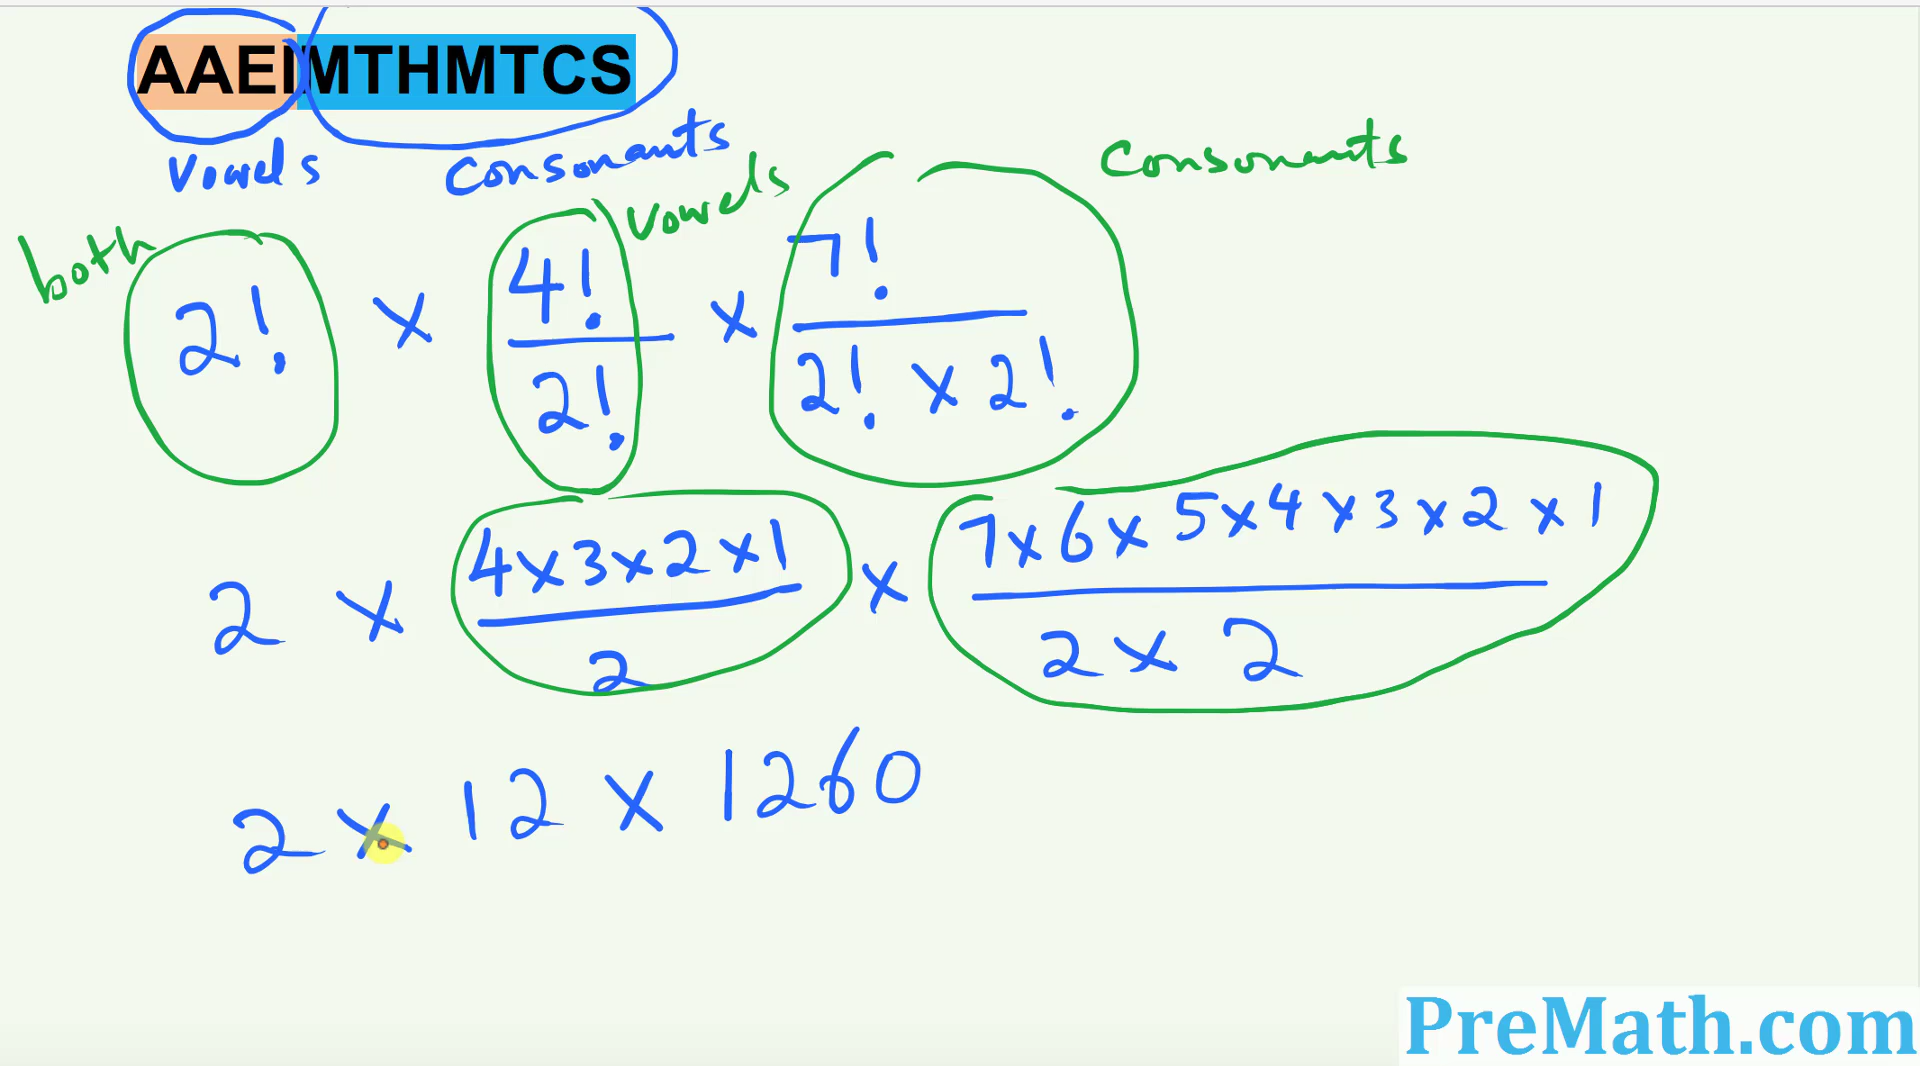 AAEIMTHMTCS
Vowels Consonants
both 2! × 4!/2! vowels × 7!/2! × 2! Consonants
2 × 4×3×2×1/2 × 7×6×5×4×3×2×1/2 × 2
2 × 12 × 1260
PreMath.com